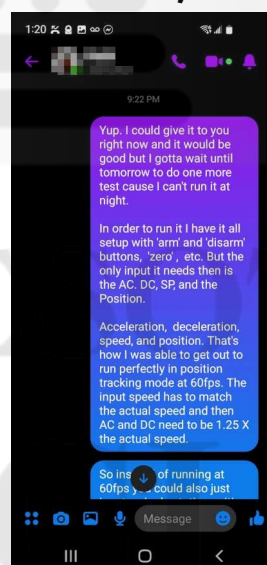 1:20
9:22 PM
Yup. I could give it to you
right now and it would be
good but I gotta wait until
tomorrow to do one more
test cause I can't run it at
night.
In order to run it I have it all
setup with 'arm' and 'disarm'
buttons, 'zero', etc. But the
only input it needs then is
the AC. DC, SP, and the
Position.
Acceleration, deceleration,
speed, and position. That's
how I was able to get out to
run perfectly in position
tracking mode at 60fps. The
input speed has to match
the actual speed and then
AC and DC need to be 1.25 X
the actual speed.
So of running at
60fps could also just
Message